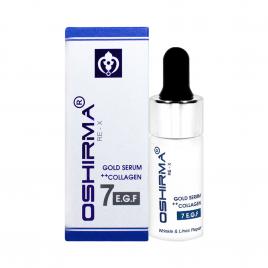 OSHIRMA®
RE - X
GOLD SERUM
++COLLAGEN
7 E.G.F
OSHIRMA®
RE - X
GOLD SERUM
++COLLAGEN
7 E.G.F
Wrinkle & Lines Repair